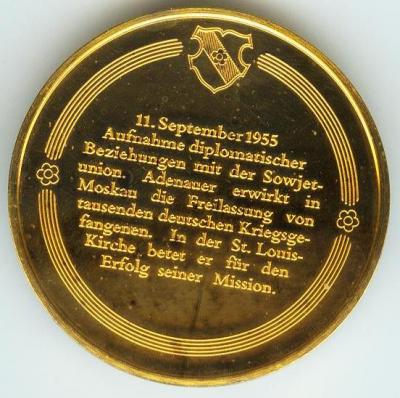 11. September 1955
Aufnahme diplomatischer
Beziehungen mit der Sowjet-
union. Adenauer erwirkt in
Moskau die Freilassung von
tausenden deutschen Kriegsge-
fangenen. In der St. Louis-
Kirche betet er für den
Erfolg seiner Mission.